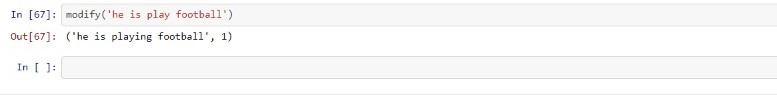 In [67]: modify('he is play football')
Out[67]: ('he is playing football', 1)
In [ ]: